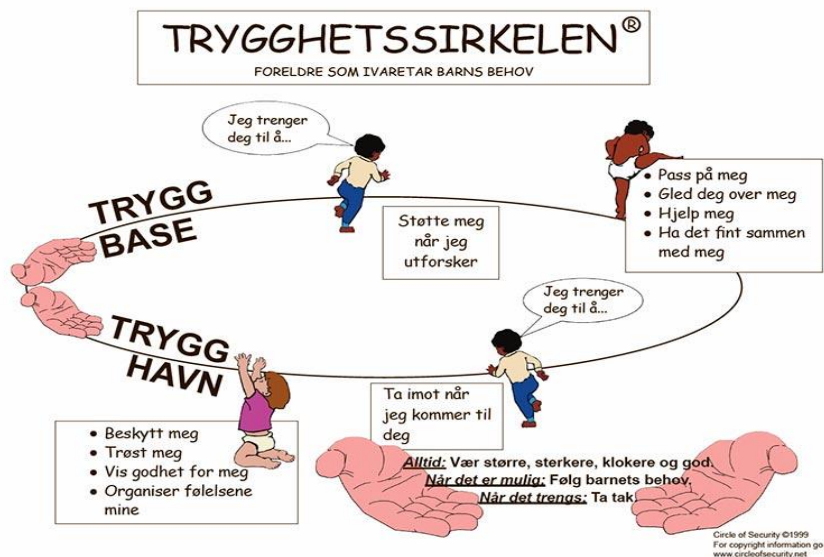 TRYGGHETSSIRKELEN®
FORELDRE SOM IVARETAR BARNS BEHOV
Jeg trenger
deg til å...
TRYGG
BASE
Støtte meg
når jeg
utforsker
• Pass på meg
• Gled deg over meg
• Hjelp meg
• Ha det fint sammen
med meg
Jeg trenger
deg til å...
TRYGG
HAVN
Ta imot når
jeg kommer til
deg
• Beskytt meg
• Trøst meg
• Vis godhet for meg
• Organiser følelsene
mine
Alltid: Vær større, sterkere, klokere og god.
Når det er mulig: Følg barnets behov.
Når det trengs: Ta tak.
Circle of Security ©1999
For copyright information go
www.circleofsecurity.net